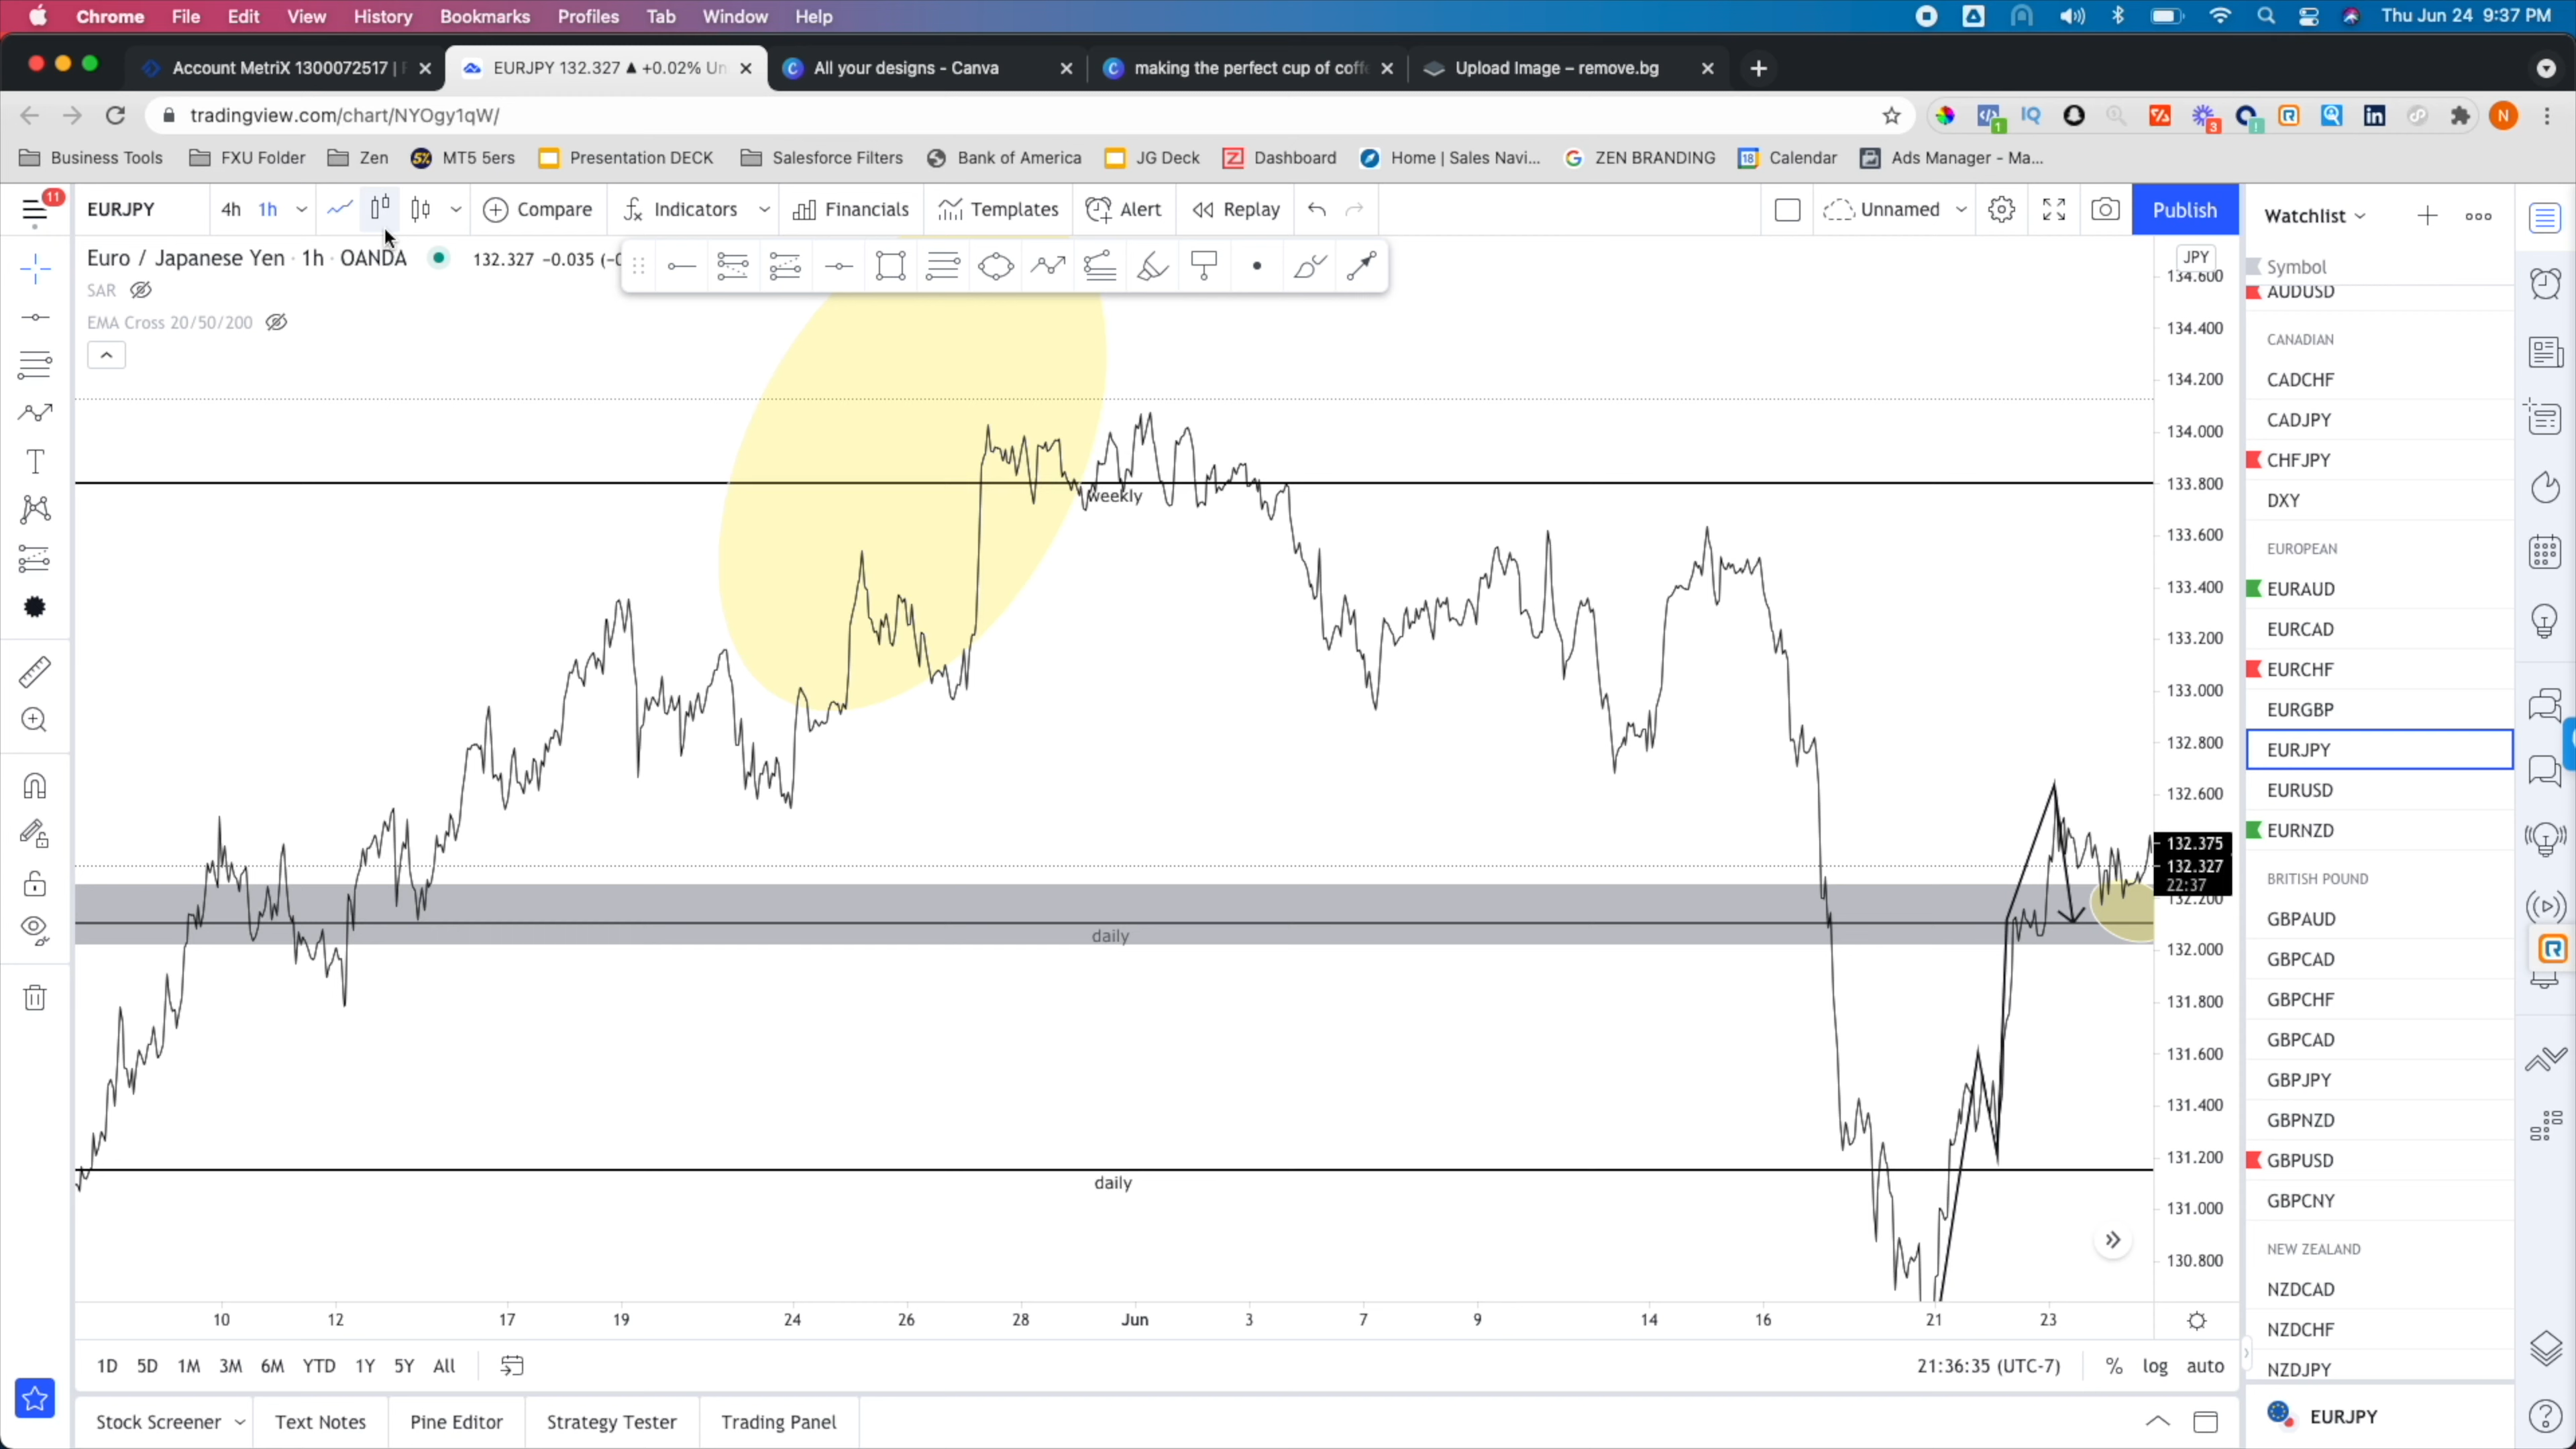 Chrome File Edit View History Bookmarks Profiles Tab Window Help Thu Jun 24 9:37 PM
Account MetriX 1300072517 | EURJPY 132.327 ▲ +0.02% Un All your designs - Canva making the perfect cup of coff Upload Image – remove.bg
tradingview.com/chart/NYOgy1qW/
Business Tools FXU Folder Zen MT5 5ers Presentation DECK Salesforce Filters Bank of America JG Deck Dashboard Home | Sales Navi... ZEN BRANDING 18 Calendar Ads Manager - Ma...
11 EURJPY 4h 1h Compare Indicators Financials Templates Alert Replay Unnamed Publish Watchlist
Euro / Japanese Yen · 1h · OANDA 132.327 −0.035
SAR
EMA Cross 20/50/200
weekly
daily
daily
JPY
134.600
134.400
134.200
134.000
133.800
133.600
133.400
133.200
133.000
132.800
132.600
132.375
132.327
22:37
132.200
132.000
131.800
131.600
131.400
131.200
131.000
130.800
10 12 17 19 24 26 28 Jun 3 7 9 14 16 21 23
1D 5D 1M 3M 6M YTD 1Y 5Y All 21:36:35 (UTC-7) % log auto
Stock Screener Text Notes Pine Editor Strategy Tester Trading Panel
Symbol
AUDUSD
CANADIAN
CADCHF
CADJPY
CHFJPY
DXY
EUROPEAN
EURAUD
EURCAD
EURCHF
EURGBP
EURJPY
EURUSD
EURNZD
BRITISH POUND
GBPAUD
GBPCAD
GBPCHF
GBPCAD
GBPJPY
GBPNZD
GBPUSD
GBPCNY
NEW ZEALAND
NZDCAD
NZDCHF
NZDJPY
EURJPY